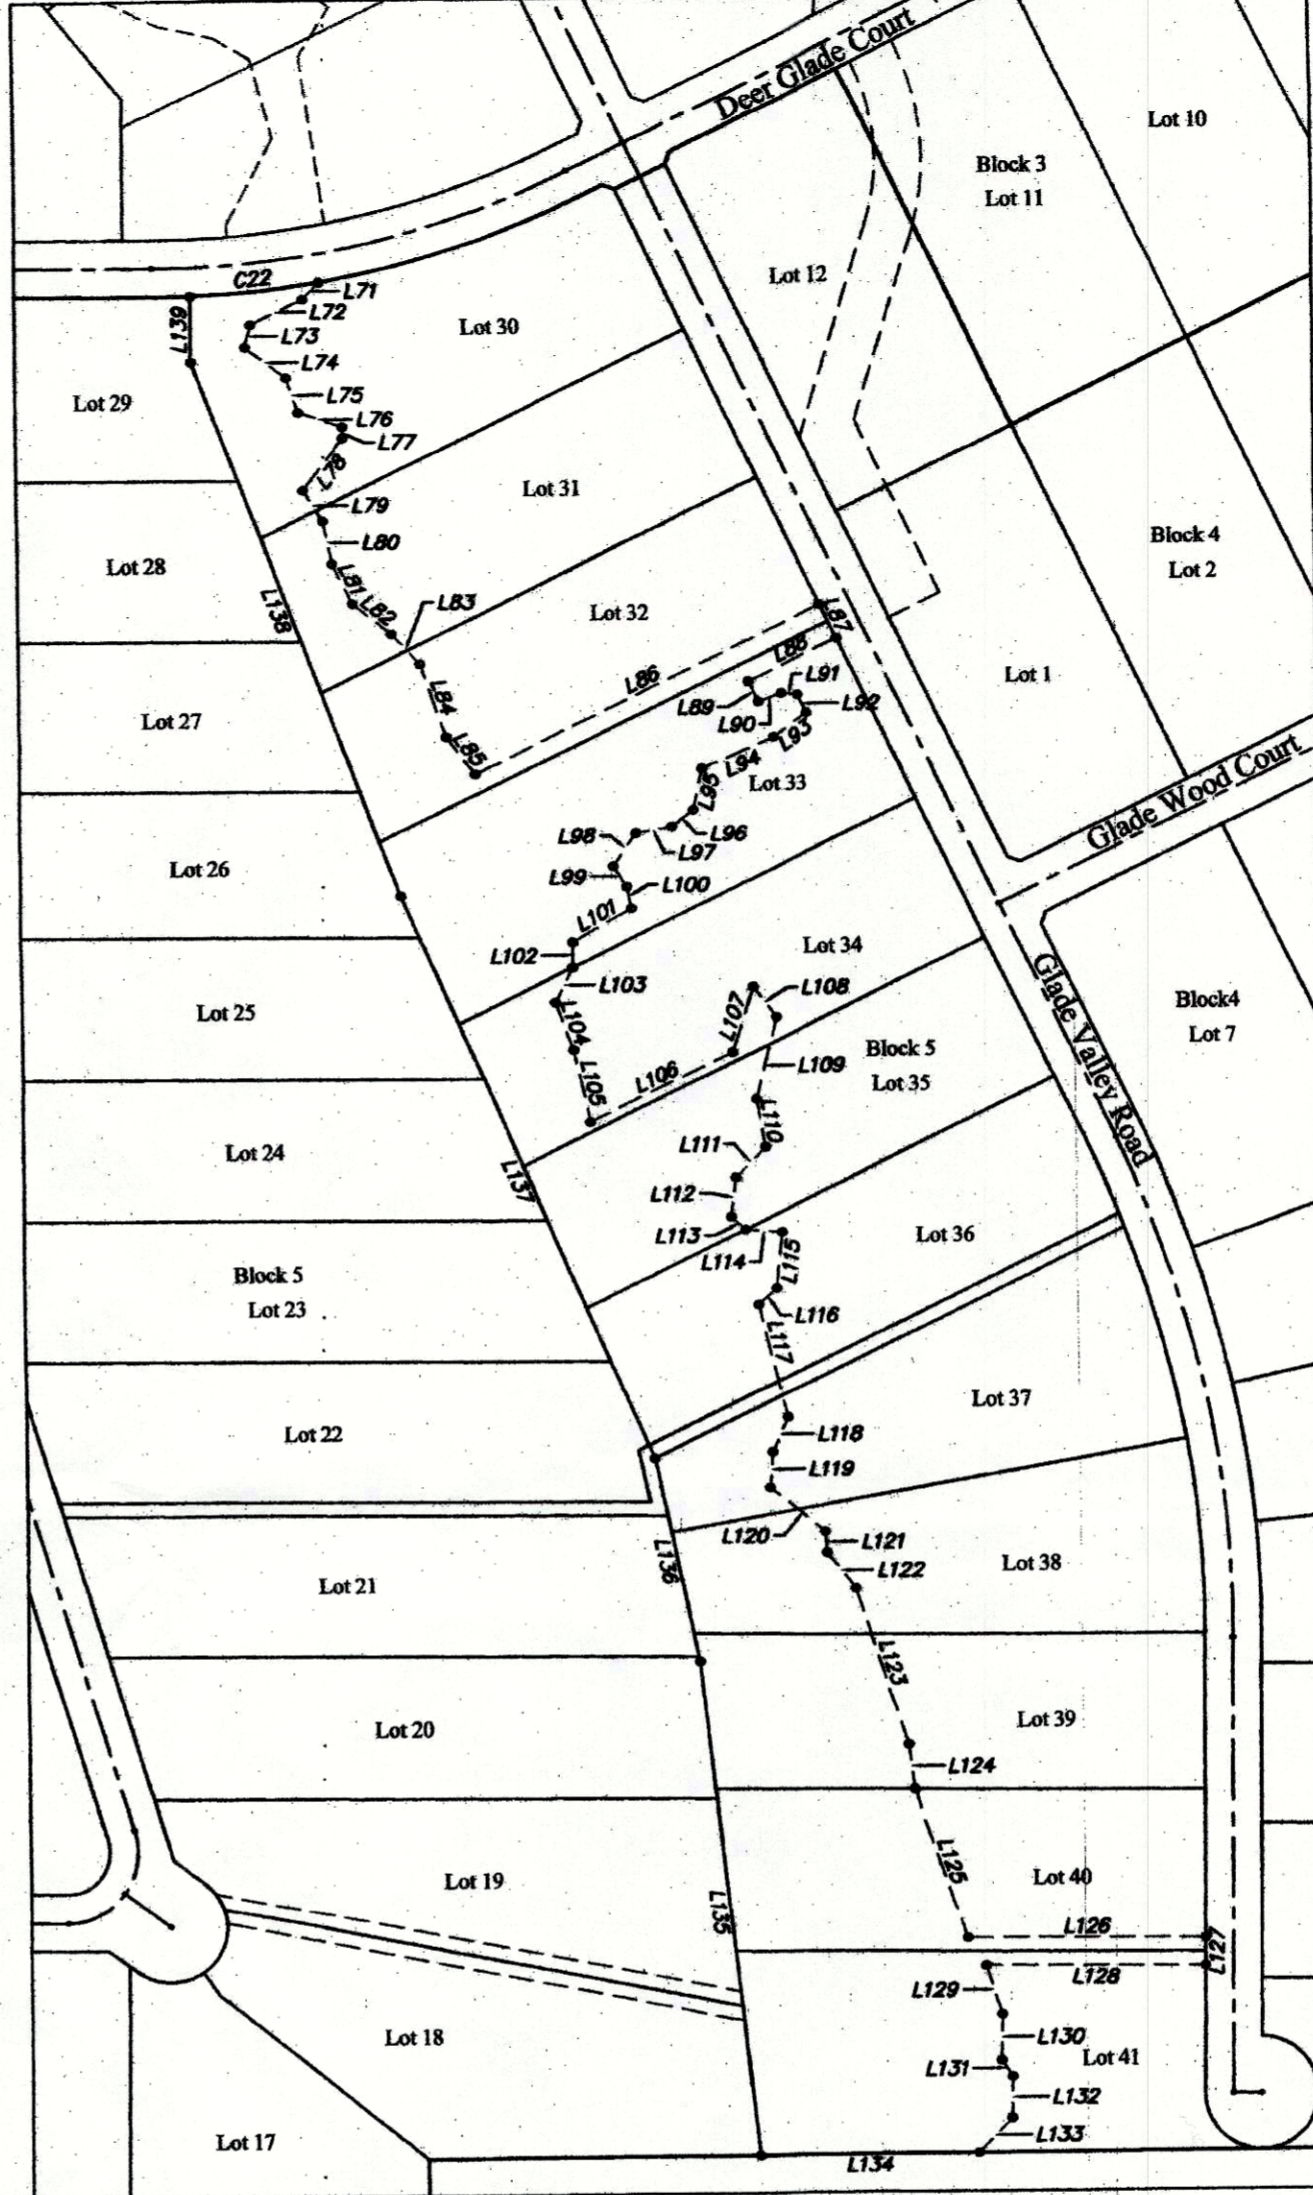 Deer Glade Court
Lot 10
Block 3
Lot 11
Lot 12
C22
L71
L72
L139
L73
Lot 30
L74
L75
Lot 29
L76
L77
L78
Lot 31
L79
L80
Block 4
Lot 2
Lot 28
L81
L82
L83
L138
Lot 32
L87
L88
L86
L91
Lot 1
L89
L92
L84
L90
Lot 27
L93
L85
L94
Lot 33
L95
Glade Wood Court
L98
L96
L97
Lot 26
L99
L100
L101
L102
Lot 34
L103
L108
Glade Valley Road
Block4
Lot 7
Lot 25
L104
L107
Block 5
Lot 35
L109
L106
L105
L110
L111
Lot 24
L137
L112
L113
Lot 36
L114
L115
Block 5
Lot 23
L116
L117
Lot 37
Lot 22
L118
L119
L120
L121
L136
Lot 38
L122
Lot 21
L123
Lot 39
Lot 20
L124
L125
Lot 40
Lot 19
L135
L126
L127
L128
L129
Lot 18
L130
Lot 41
L131
L132
L133
Lot 17
L134